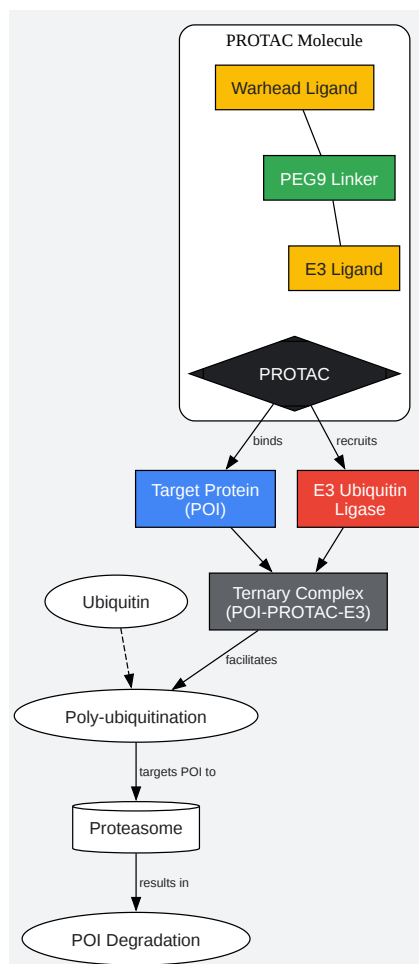 PROTAC Molecule
Warhead Ligand
PEG9 Linker
E3 Ligand
PROTAC
binds
recruits
Target Protein
(POI)
E3 Ubiquitin
Ligase
Ubiquitin
Ternary Complex
(POI-PROTAC-E3)
facilitates
Poly-ubiquitination
targets POI to
Proteasome
results in
POI Degradation